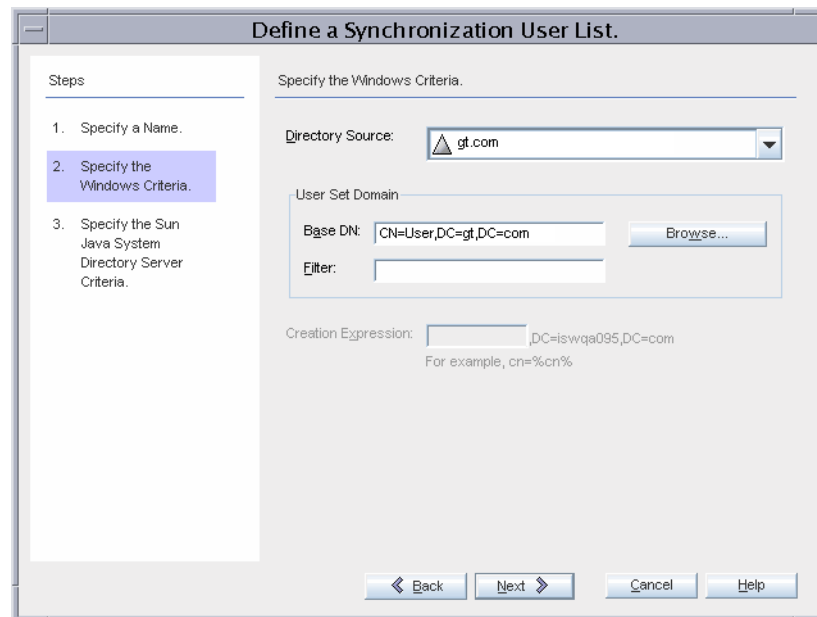 Define a Synchronization User List.
Steps
1. Specify a Name.
2. Specify the
Windows Criteria.
3. Specify the Sun
Java System
Directory Server
Criteria.
Specify the Windows Criteria.
Directory Source: gt.com
User Set Domain
Base DN: CN=User,DC=gt,DC=com Browse...
Filter:
Creation Expression: ,DC=iswqa095,DC=com
For example, cn=%cn%
Back Next Cancel Help